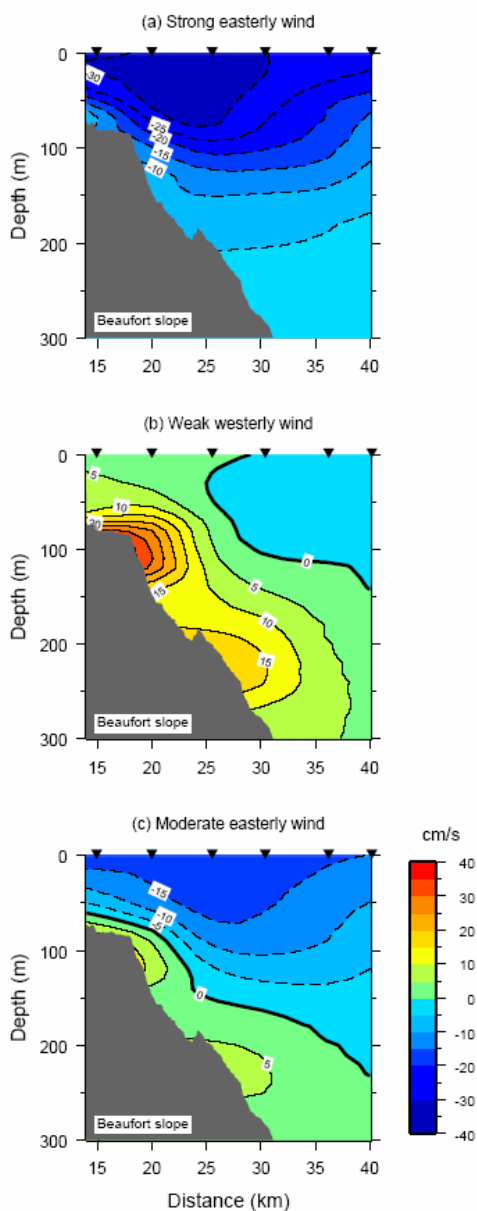 (a) Strong easterly wind
0
100
200
300
Depth (m)
-30
-25
-20
-15
-10
Beaufort slope
15 20 25 30 35 40
(b) Weak westerly wind
0
100
200
300
Depth (m)
5
10
20
15
0
5
10
15
Beaufort slope
15 20 25 30 35 40
(c) Moderate easterly wind
0
100
200
300
Depth (m)
-15
-10
-5
0
5
Beaufort slope
15 20 25 30 35 40
Distance (km)
cm/s
40
30
20
10
0
-10
-20
-30
-40